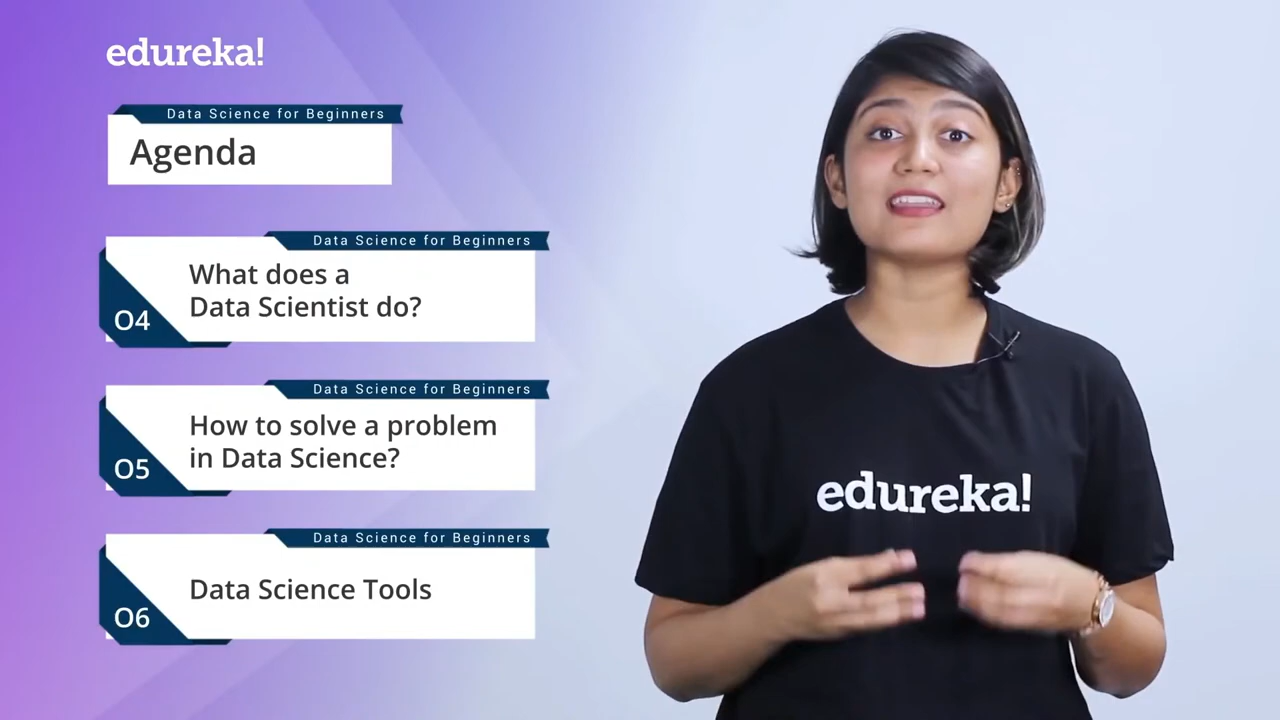 edureka!
Data Science for Beginners
Agenda
Data Science for Beginners
What does a
Data Scientist do?
04
Data Science for Beginners
How to solve a problem
in Data Science?
05
Data Science for Beginners
Data Science Tools
06
edureka!